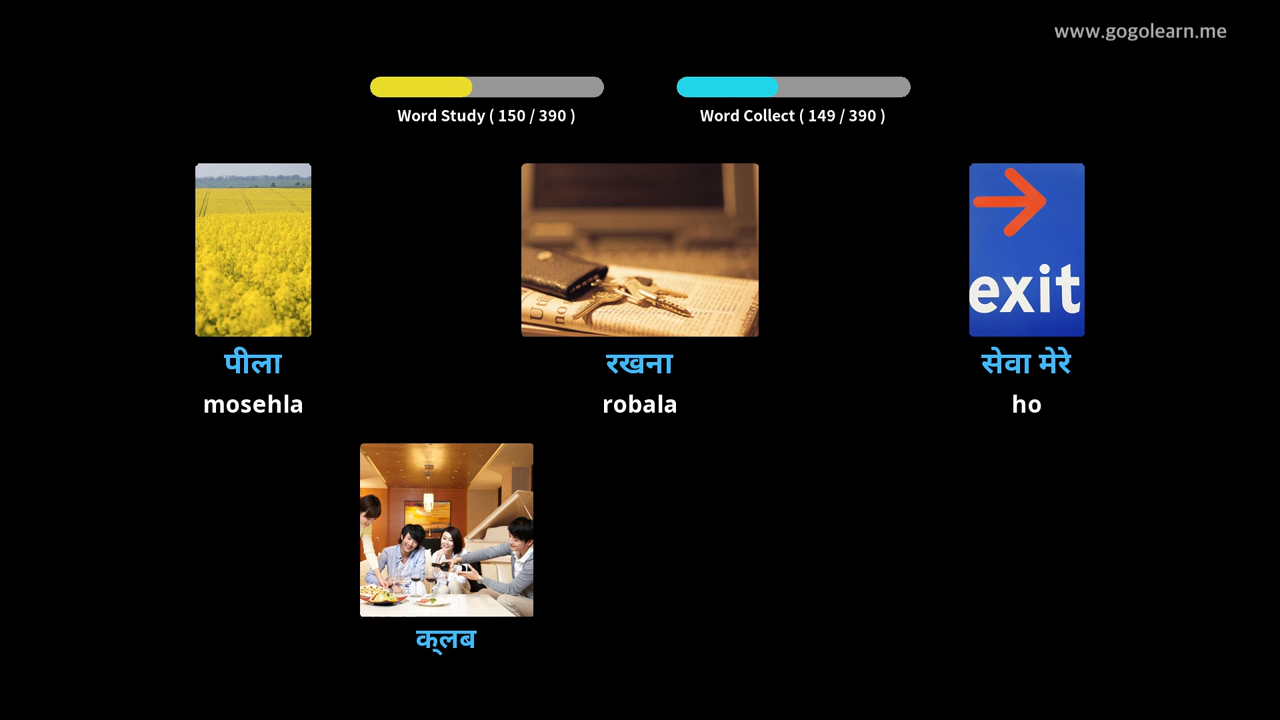 www.gogolearn.me
Word Study ( 150 / 390 )
Word Collect ( 149 / 390 )
exit
पीला
रखना
सेवा मेरे
mosehla
robala
ho
क्लब